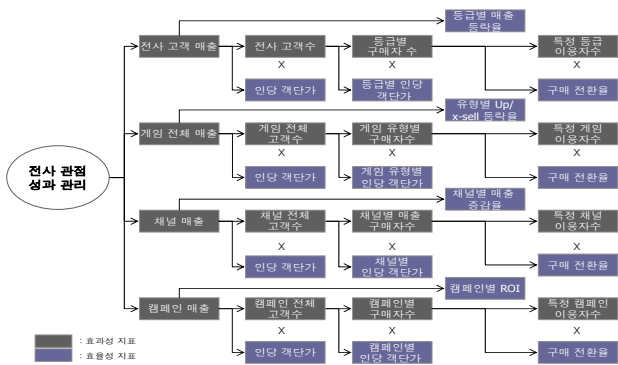 등급별 매출
등락율
전사 고객 매출
전사 고객수
등급별
구매자 수
특정 등급
이용자수
X
X
X
인당 객단가
등급별 인당
객단가
구매 전환율
유형별 Up/
x-sell 등락율
게임 전체 매출
게임 전체
고객수
게임 유형별
구매자수
특정 게임
이용자수
X
X
X
인당 객단가
게임 유형별
인당 객단가
구매 전환율
전사 관점
성과 관리
채널별 매출
증감율
채널 매출
채널 전체
고객수
채널별 매출
구매자수
특정 채널
이용자수
X
X
X
인당 객단가
채널별
인당 객단가
구매 전환율
캠페인별 ROI
캠페인 매출
캠페인 전체
고객수
캠페인별
구매자수
특정 캠페인
이용자수
X
X
X
인당 객단가
캠페인별
인당 객단가
구매 전환율
: 효과성 지표
: 효율성 지표